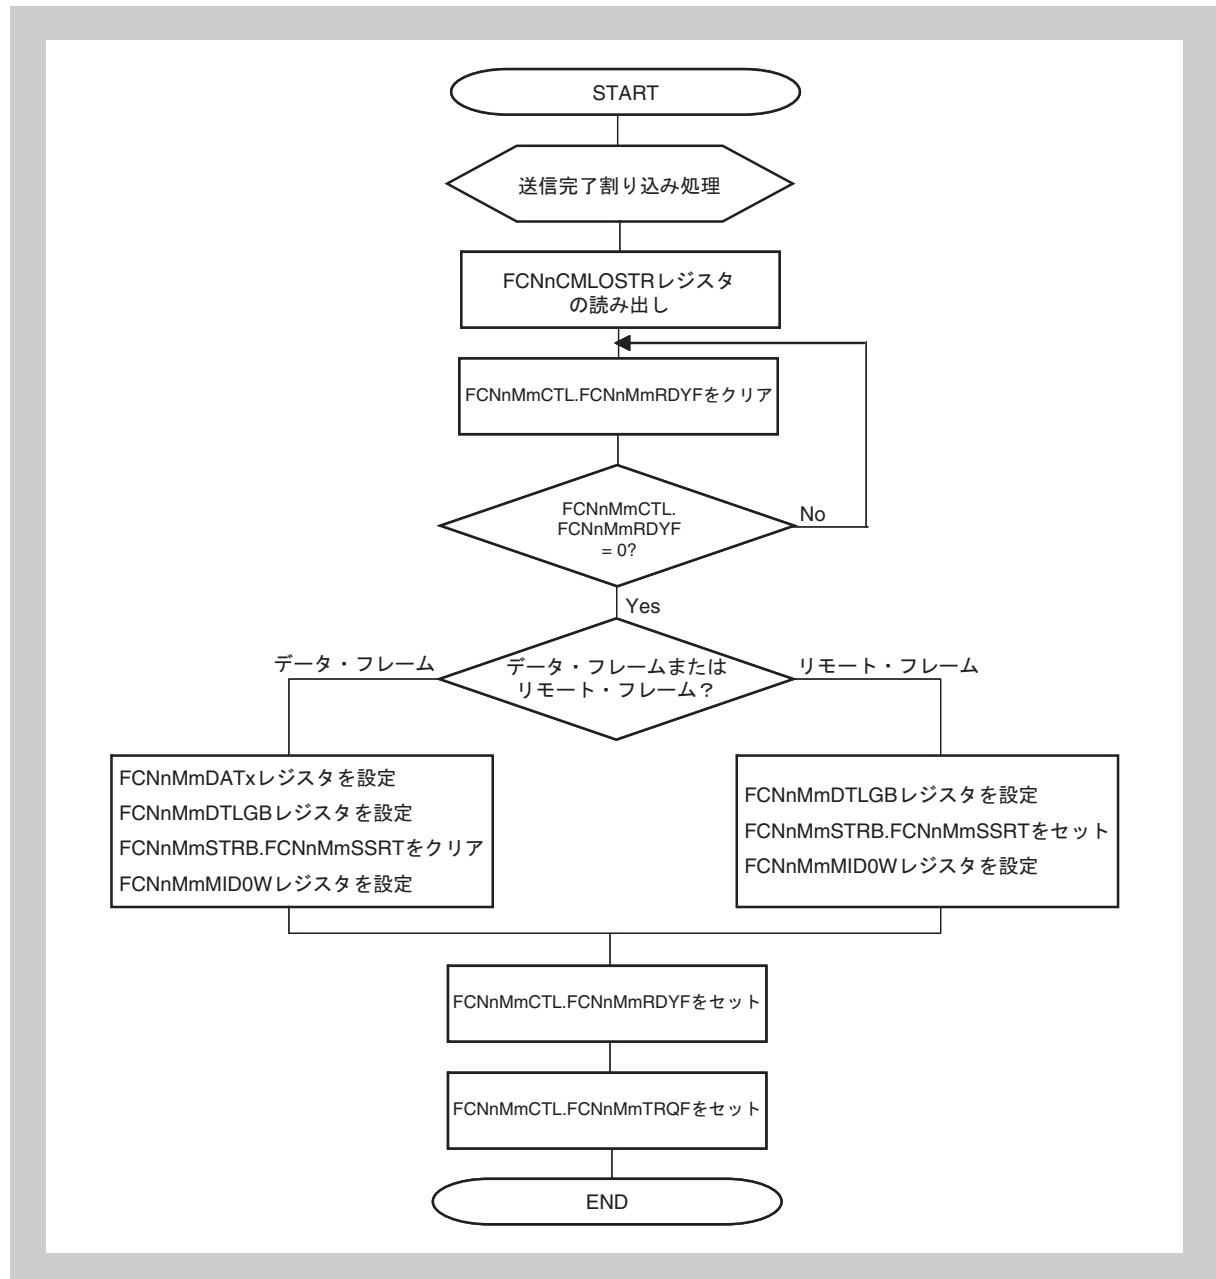 START
送信完了割り込み処理
FCNnCMLOSTRレジスタ
の読み出し
FCNnMmCTL.FCNnMmRDYFをクリア
FCNnMmCTL.
FCNnMmRDYF
= 0?
No
Yes
データ・フレーム
データ・フレームまたは
リモート・フレーム？
リモート・フレーム
FCNnMmDATxレジスタを設定
FCNnMmDTLGBレジスタを設定
FCNnMmSTRB.FCNnMmSSRTをクリア
FCNnMmMID0Wレジスタを設定
FCNnMmDTLGBレジスタを設定
FCNnMmSTRB.FCNnMmSSRTをセット
FCNnMmMID0Wレジスタを設定
FCNnMmCTL.FCNnMmRDYFをセット
FCNnMmCTL.FCNnMmTRQFをセット
END